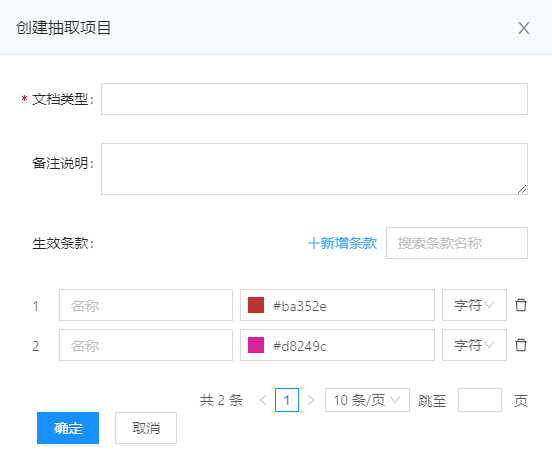 创建抽取项目
* 文档类型:
备注说明:
生效条款: +新增条款 搜索条款名称
1 名称 #ba352e 字符
2 名称 #d8249c 字符
共 2 条 < 1 > 10 条/页 跳至 页
确定 取消